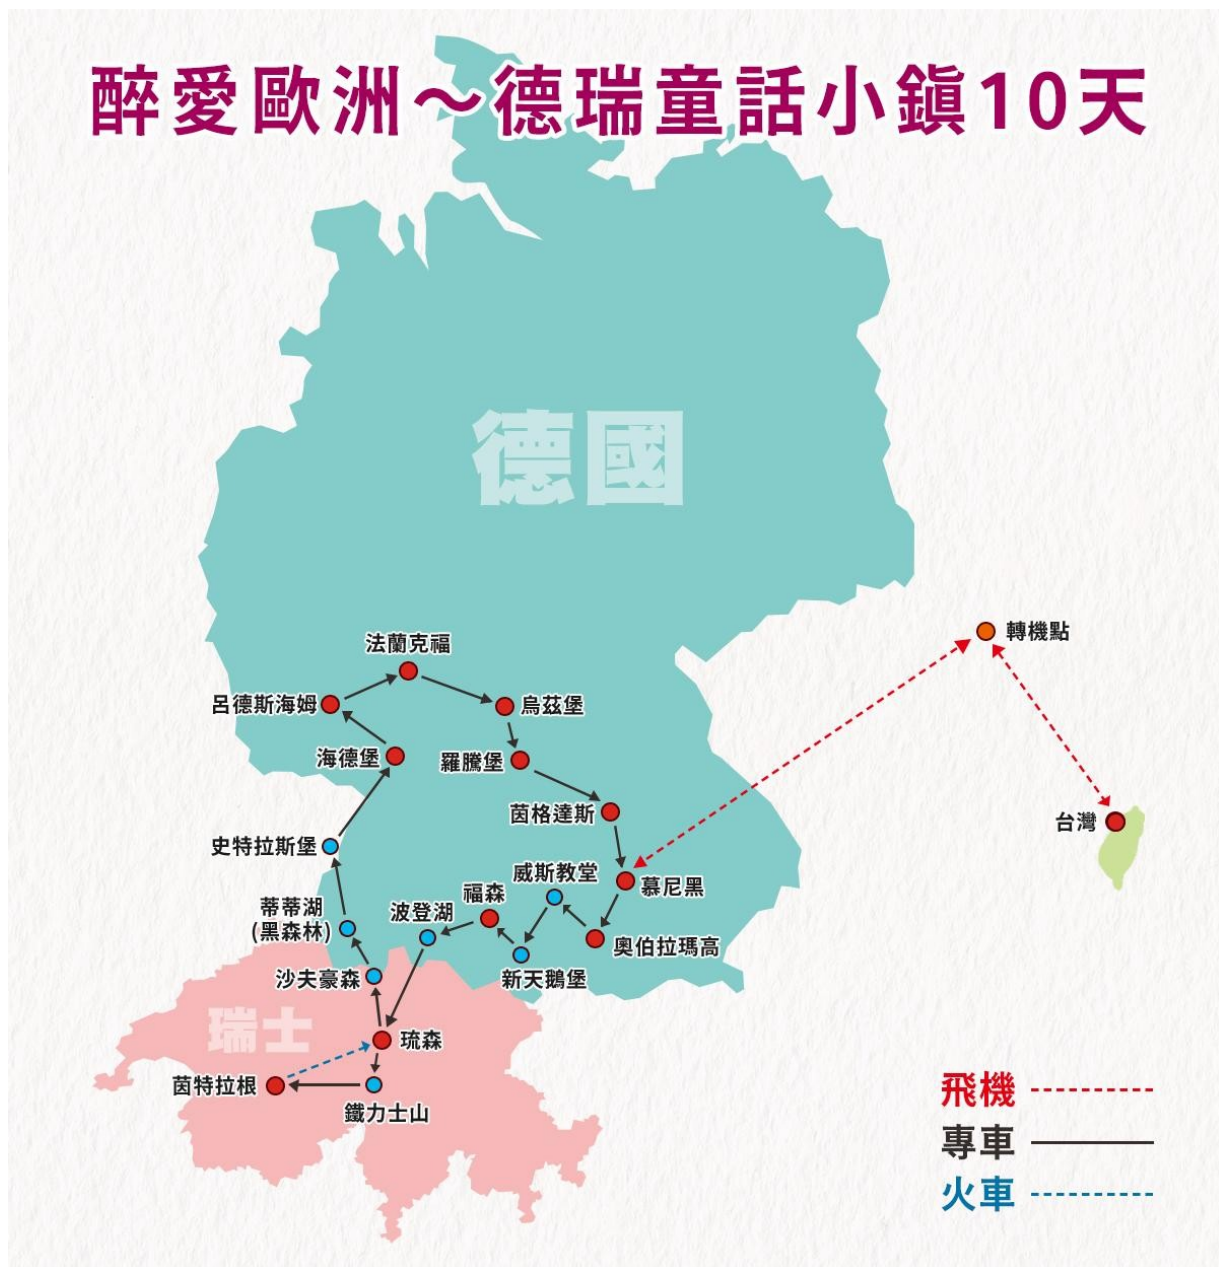 醉愛歐洲～德瑞童話小鎮10天
德國
法蘭克福
轉機點
呂德斯海姆
烏茲堡
海德堡
羅騰堡
茵格達斯
台灣
史特拉斯堡
威斯教堂
慕尼黑
福森
蒂蒂湖
(黑森林)
波登湖
奧伯拉瑪高
沙夫豪森
新天鵝堡
瑞士
琉森
茵特拉根
鐵力士山
飛機
專車
火車